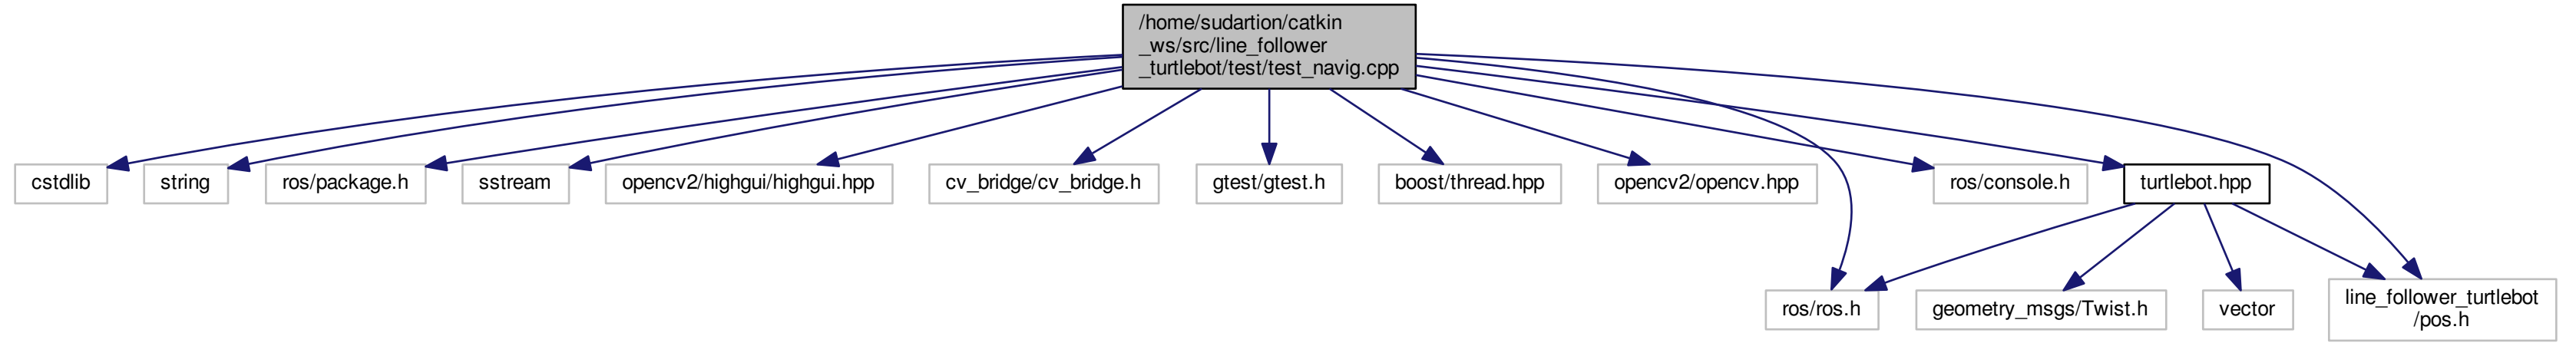 /home/sudartion/catkin
_ws/src/line_follower
_turtlebot/test/test_navig.cpp
cstdlib
string
ros/package.h
sstream
opencv2/highgui/highgui.hpp
cv_bridge/cv_bridge.h
gtest/gtest.h
boost/thread.hpp
opencv2/opencv.hpp
ros/console.h
turtlebot.hpp
ros/ros.h
geometry_msgs/Twist.h
vector
line_follower_turtlebot
/pos.h